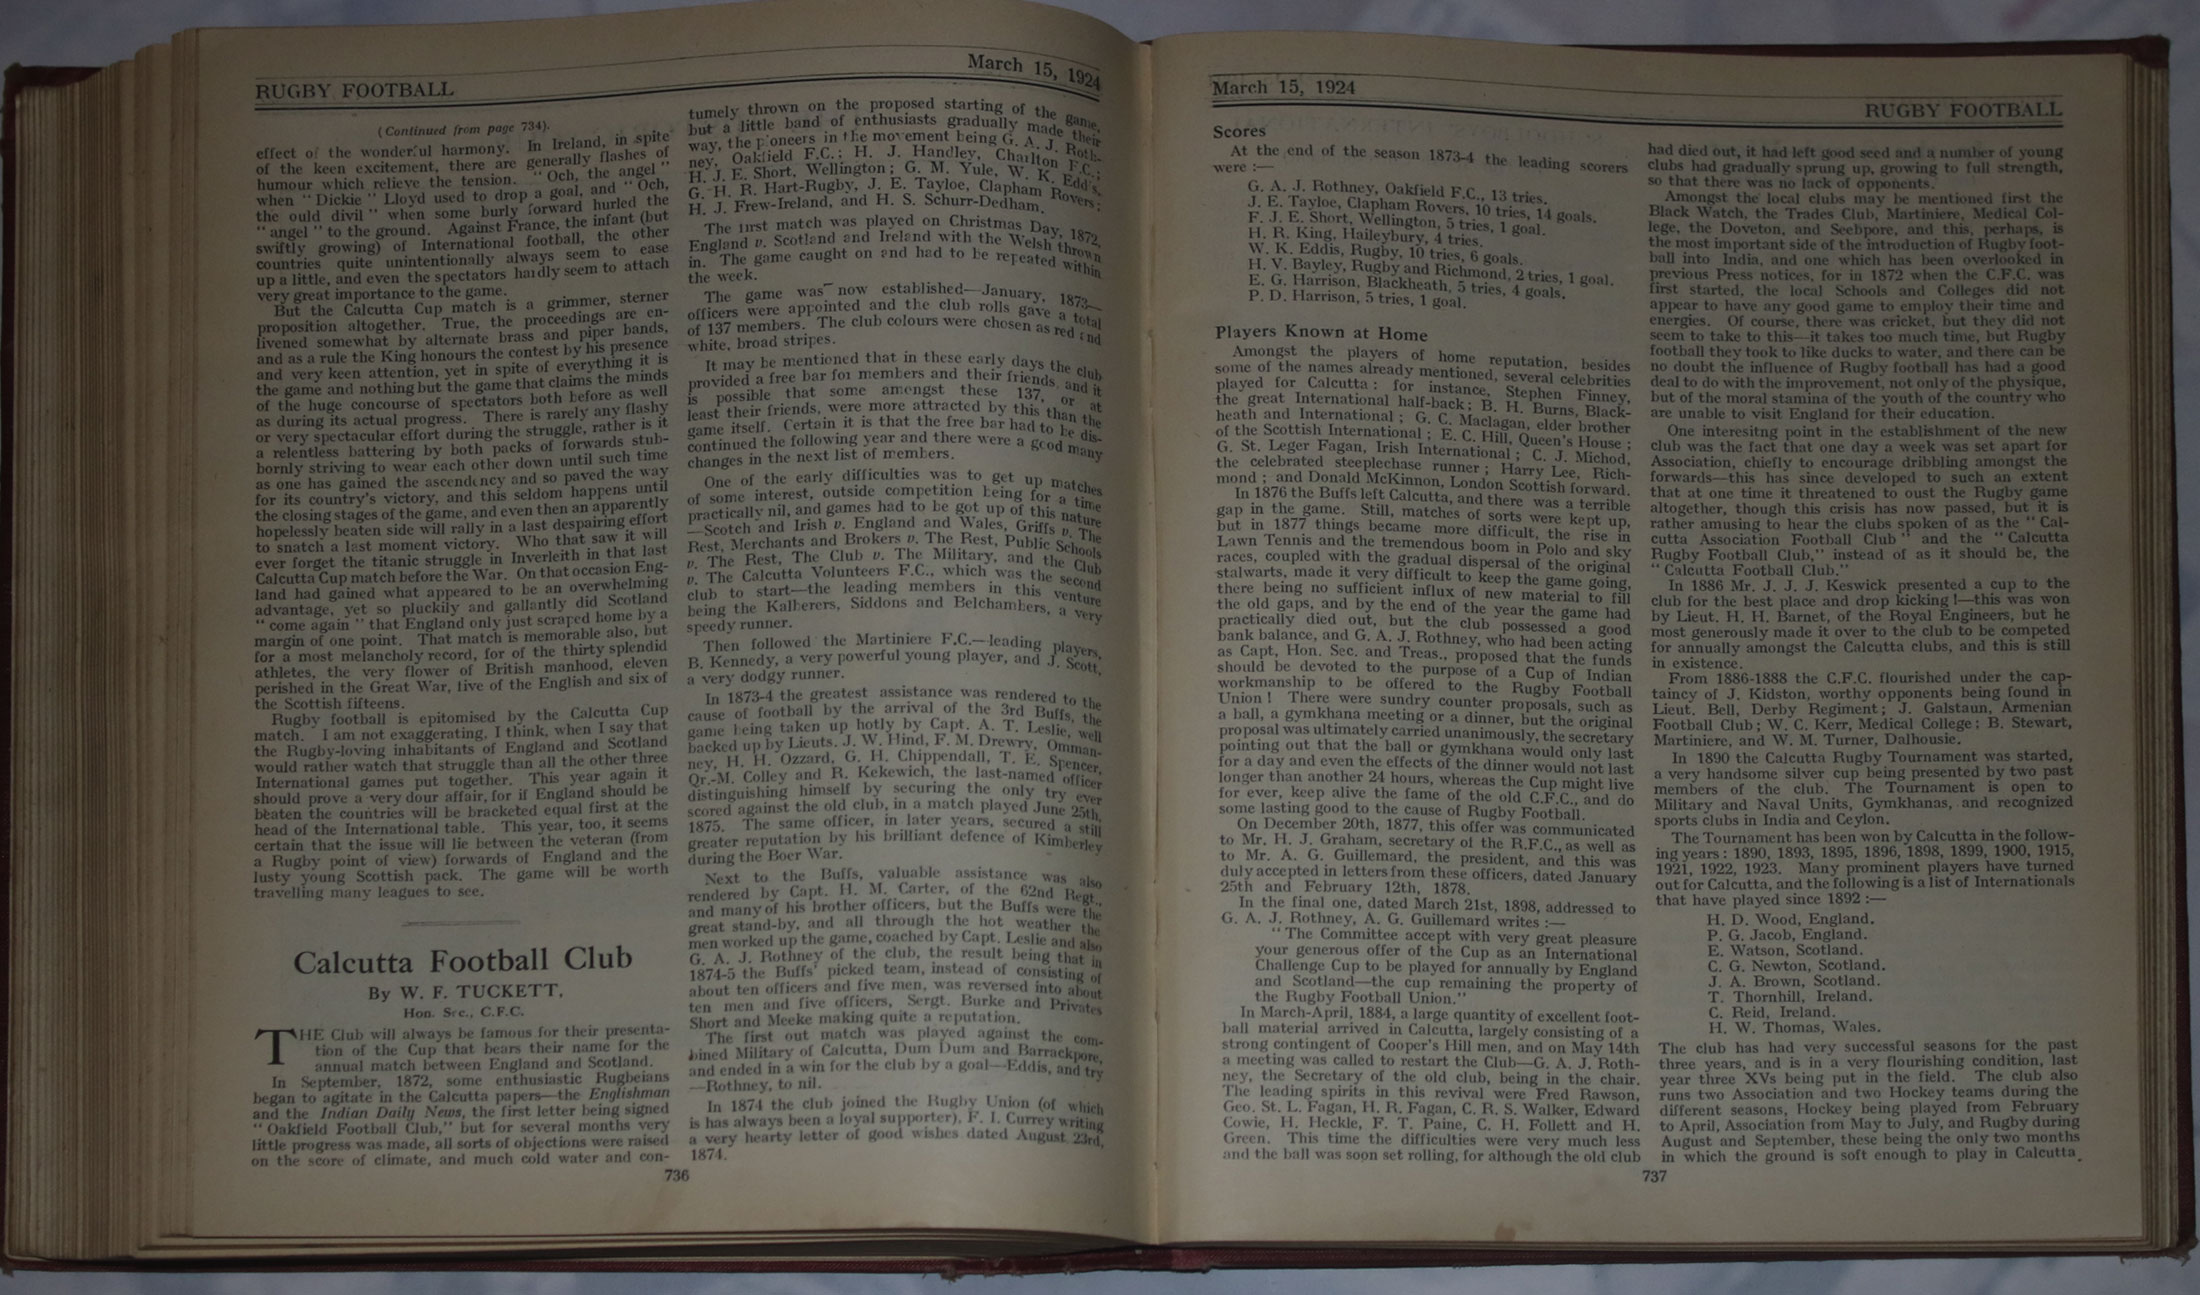 RUGBY FOOTBALL
March 15, 1924
(Continued from page 734).
effect of the wonderful harmony. In Ireland, in spite
of the keen excitement, there are generally flashes of
humour which relieve the tension. "Och, the angel"
when "Dickie" Lloyd used to drop a goal, and "Och,
the ould divil" when some burly forward hurled the
"angel" to the ground. Against France, the infant (but
swiftly growing) of International football, the other
countries quite unintentionally always seem to ease
up a little, and even the spectators hardly seem to attach
very great importance to the game.
But the Calcutta Cup match is a grimmer, sterner
proposition altogether. True, the proceedings are en-
livened somewhat by alternate brass and piper bands,
and as a rule the King honours the contest by his presence
and very keen attention, yet in spite of everything it is
the game and nothing but the game that claims the minds
of the huge concourse of spectators both before as well
as during its actual progress. There is rarely any flashy
or very spectacular effort during the struggle, rather is it
a relentless battering by both packs of forwards stub-
bornly striving to wear each other down until such time
as one has gained the ascendency and so paved the way
for its country's victory, and this seldom happens until
the closing stages of the game, and even then an apparently
hopelessly beaten side will rally in a last despairing effort
to snatch a last moment victory. Who that saw it will
ever forget the titanic struggle in Inverleith in that last
Calcutta Cup match before the War. On that occasion Eng-
land had gained what appeared to be an overwhelming
advantage, yet so pluckily and gallantly did Scotland
"come again" that England only just scraped home by a
margin of one point. That match is memorable also, but
for a most melancholy record, for of the thirty splendid
athletes, the very flower of British manhood, eleven
perished in the Great War, five of the English and six of
the Scottish fifteens.
Rugby football is epitomised by the Calcutta Cup
match. I am not exaggerating, I think, when I say that
the Rugby-loving inhabitants of England and Scotland
would rather watch that struggle than all the other three
International games put together. This year again it
should prove a very dour affair, for if England should be
beaten the countries will be bracketed equal first at the
head of the International table. This year, too, it seems
certain that the issue will lie between the veteran (from
a Rugby point of view) forwards of England and the
lusty young Scottish pack. The game will be worth
travelling many leagues to see.
Calcutta Football Club
By W. F. TUCKETT,
Hon. Sec., C.F.C.
THE Club will always be famous for their presenta-
tion of the Cup that bears their name for the
annual match between England and Scotland.
In September, 1872, some enthusiastic Rugbeians
began to agitate in the Calcutta papers—the Englishman
and the Indian Daily News, the first letter being signed
"Oakfield Football Club," but for several months very
little progress was made, all sorts of objections were raised
on the score of climate, and much cold water and con-
tumely thrown on the proposed starting of the game,
but a little band of enthusiasts gradually made their
way, the pioneers in the movement being G. A. J. Roth-
ney, Oakfield F.C.; H. J. Handley, Charlton F.C.;
H. J. E. Short, Wellington; G. M. Yule, W. K. Edd's,
G. H. R. Hart-Rugby, J. E. Tayloe, Clapham Rovers;
H. J. Frew-Ireland, and H. S. Schurr-Dedham.
The first match was played on Christmas Day, 1872,
England v. Scotland and Ireland with the Welsh thrown
in. The game caught on and had to be repeated within
the week.
The game was now established—January, 1873—
officers were appointed and the club rolls gave a total
of 137 members. The club colours were chosen as red and
white, broad stripes.
It may be mentioned that in these early days the club
provided a free bar for members and their friends, and it
is possible that some amongst these 137, or at
least their friends, were more attracted by this than the
game itself. Certain it is that the free bar had to be dis-
continued the following year and there were a good many
changes in the next list of members.
One of the early difficulties was to get up matches
of some interest, outside competition being for a time
practically nil, and games had to be got up of this nature
—Scotch and Irish v. England and Wales, Griffs v. The
Rest, Merchants and Brokers v. The Rest, Public Schools
v. The Rest, The Club v. The Military, and the Club
v. The Calcutta Volunteers F.C., which was the second
club to start—the leading members in this venture
being the Kalberers, Siddons and Belchambers, a very
speedy runner.
Then followed the Martiniere F.C.—leading players,
B. Kennedy, a very powerful young player, and J. Scott,
a very dodgy runner.
In 1873-4 the greatest assistance was rendered to the
cause of football by the arrival of the 3rd Buffs, the
game being taken up hotly by Capt. A. T. Leslie, well
backed up by Lieuts. J. W. Hind, F. M. Drewry, Omman-
ney, H. H. Ozzard, G. H. Chippendall, T. E. Spencer,
Qr.-M. Colley and R. Kekewich, the last-named officer
distinguishing himself by securing the only try ever
scored against the old club, in a match played June 25th,
1875. The same officer, in later years, secured a still
greater reputation by his brilliant defence of Kimberley
during the Boer War.
Next to the Buffs, valuable assistance was also
rendered by Capt. H. M. Carter, of the 62nd Regt.,
and many of his brother officers, but the Buffs were the
great stand-by, and all through the hot weather the
men worked up the game, coached by Capt. Leslie and also
G. A. J. Rothney of the club, the result being that in
1874-5 the Buffs' picked team, instead of consisting of
about ten officers and five men, was reversed into about
ten men and five officers, Sergt. Burke and Privates
Short and Meeke making quite a reputation.
The first out match was played against the com-
bined Military of Calcutta, Dum Dum and Barrackpore,
and ended in a win for the club by a goal—Eddis, and try
—Rothney, to nil.
In 1874 the club joined the Rugby Union (of which
is has always been a loyal supporter), F. I. Currey writing
a very hearty letter of good wishes dated August 23rd,
1874.
736
March 15, 1924
RUGBY FOOTBALL
Scores
At the end of the season 1873-4 the leading scorers
were :—
G. A. J. Rothney, Oakfield F.C., 13 tries.
J. E. Tayloe, Clapham Rovers, 10 tries, 14 goals.
F. J. E. Short, Wellington, 5 tries, 1 goal.
H. R. King, Haileybury, 4 tries.
W. K. Eddis, Rugby, 10 tries, 6 goals.
H. V. Bayley, Rugby and Richmond, 2 tries, 1 goal.
E. G. Harrison, Blackheath, 5 tries, 4 goals.
P. D. Harrison, 5 tries, 1 goal.
Players Known at Home
Amongst the players of home reputation, besides
some of the names already mentioned, several celebrities
played for Calcutta: for instance, Stephen Finney,
the great International half-back; B. H. Burns, Black-
heath and International; G. C. Maclagan, elder brother
of the Scottish International; E. C. Hill, Queen's House;
G. St. Leger Fagan, Irish International; C. J. Michod,
the celebrated steeplechase runner; Harry Lee, Rich-
mond; and Donald McKinnon, London Scottish forward.
In 1876 the Buffs left Calcutta, and there was a terrible
gap in the game. Still, matches of sorts were kept up,
but in 1877 things became more difficult, the rise in
Lawn Tennis and the tremendous boom in Polo and sky
races, coupled with the gradual dispersal of the original
stalwarts, made it very difficult to keep the game going,
there being no sufficient influx of new material to fill
the old gaps, and by the end of the year the game had
practically died out, but the club possessed a good
bank balance, and G. A. J. Rothney, who had been acting
as Capt, Hon. Sec. and Treas., proposed that the funds
should be devoted to the purpose of a Cup of Indian
workmanship to be offered to the Rugby Football
Union! There were sundry counter proposals, such as
a ball, a gymkhana meeting or a dinner, but the original
proposal was ultimately carried unanimously, the secretary
pointing out that the ball or gymkhana would only last
for a day and even the effects of the dinner would not last
longer than another 24 hours, whereas the Cup might live
for ever, keep alive the fame of the old C.F.C., and do
some lasting good to the cause of Rugby Football.
On December 20th, 1877, this offer was communicated
to Mr. H. J. Graham, secretary of the R.F.C., as well as
to Mr. A. G. Guillemard, the president, and this was
duly accepted in letters from these officers, dated January
25th and February 12th, 1878.
In the final one, dated March 21st, 1898, addressed to
G. A. J. Rothney, A. G. Guillemard writes :—
"The Committee accept with very great pleasure
your generous offer of the Cup as an International
Challenge Cup to be played for annually by England
and Scotland—the cup remaining the property of
the Rugby Football Union."
In March-April, 1884, a large quantity of excellent foot-
ball material arrived in Calcutta, largely consisting of a
strong contingent of Cooper's Hill men, and on May 14th
a meeting was called to restart the Club—G. A. J. Roth-
ney, the Secretary of the old club, being in the chair.
The leading spirits in this revival were Fred Rawson,
Geo. St. L. Fagan, H. R. Fagan, C. R. S. Walker, Edward
Cowie, H. Heckle, F. T. Paine, C. H. Follett and H.
Green. This time the difficulties were very much less
and the ball was soon set rolling, for although the old club
had died out, it had left good seed and a number of young
clubs had gradually sprung up, growing to full strength,
so that there was no lack of opponents.
Amongst the local clubs may be mentioned first the
Black Watch, the Trades Club, Martiniere, Medical Col-
lege, the Doveton, and Seebpore, and this, perhaps, is
the most important side of the introduction of Rugby foot-
ball into India, and one which has been overlooked in
previous Press notices, for in 1872 when the C.F.C. was
first started, the local Schools and Colleges did not
appear to have any good game to employ their time and
energies. Of course, there was cricket, but they did not
seem to take to this—it takes too much time, but Rugby
football they took to like ducks to water, and there can be
no doubt the influence of Rugby football has had a good
deal to do with the improvement, not only of the physique,
but of the moral stamina of the youth of the country who
are unable to visit England for their education.
One interesitng point in the establishment of the new
club was the fact that one day a week was set apart for
Association, chiefly to encourage dribbling amongst the
forwards—this has since developed to such an extent
that at one time it threatened to oust the Rugby game
altogether, though this crisis has now passed, but it is
rather amusing to hear the clubs spoken of as the "Cal-
cutta Association Football Club" and the "Calcutta
Rugby Football Club," instead of as it should be, the
"Calcutta Football Club."
In 1886 Mr. J. J. J. Keswick presented a cup to the
club for the best place and drop kicking!—this was won
by Lieut. H. H. Barnet, of the Royal Engineers, but he
most generously made it over to the club to be competed
for annually amongst the Calcutta clubs, and this is still
in existence.
From 1886-1888 the C.F.C. flourished under the cap-
taincy of J. Kidston, worthy opponents being found in
Lieut. Bell, Derby Regiment; J. Galstaun, Armenian
Football Club; W. C. Kerr, Medical College; B. Stewart,
Martiniere, and W. M. Turner, Dalhousie.
In 1890 the Calcutta Rugby Tournament was started,
a very handsome silver cup being presented by two past
members of the club. The Tournament is open to
Military and Naval Units, Gymkhanas, and recognized
sports clubs in India and Ceylon.
The Tournament has been won by Calcutta in the follow-
ing years: 1890, 1893, 1895, 1896, 1898, 1899, 1900, 1915,
1921, 1922, 1923. Many prominent players have turned
out for Calcutta, and the following is a list of Internationals
that have played since 1892 :—
H. D. Wood, England.
P. G. Jacob, England.
E. Watson, Scotland.
C. G. Newton, Scotland.
J. A. Brown, Scotland.
T. Thornhill, Ireland.
C. Reid, Ireland.
H. W. Thomas, Wales.
The club has had very successful seasons for the past
three years, and is in a very flourishing condition, last
year three XVs being put in the field. The club also
runs two Association and two Hockey teams during the
different seasons, Hockey being played from February
to April, Association from May to July, and Rugby during
August and September, these being the only two months
in which the ground is soft enough to play in Calcutta.
737